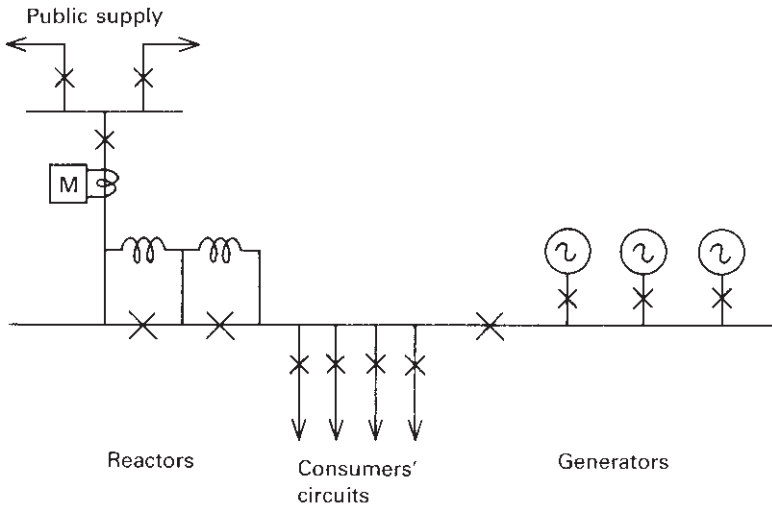 Public supply
M
Reactors
Consumers'
circuits
Generators